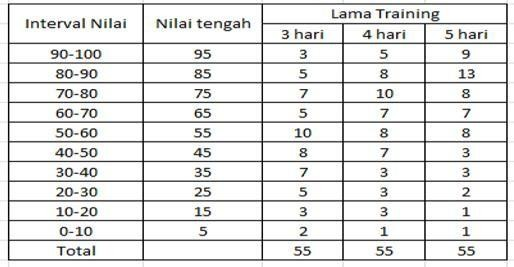 Interval Nilai Nilai tengah Lama Training
3 hari 4 hari 5 hari
90-100 95 3 5 9
80-90 85 5 8 13
70-80 75 7 10 8
60-70 65 5 7 7
50-60 55 10 8 8
40-50 45 8 7 3
30-40 35 7 3 3
20-30 25 5 3 2
10-20 15 3 3 1
0-10 5 2 1 1
Total 55 55 55